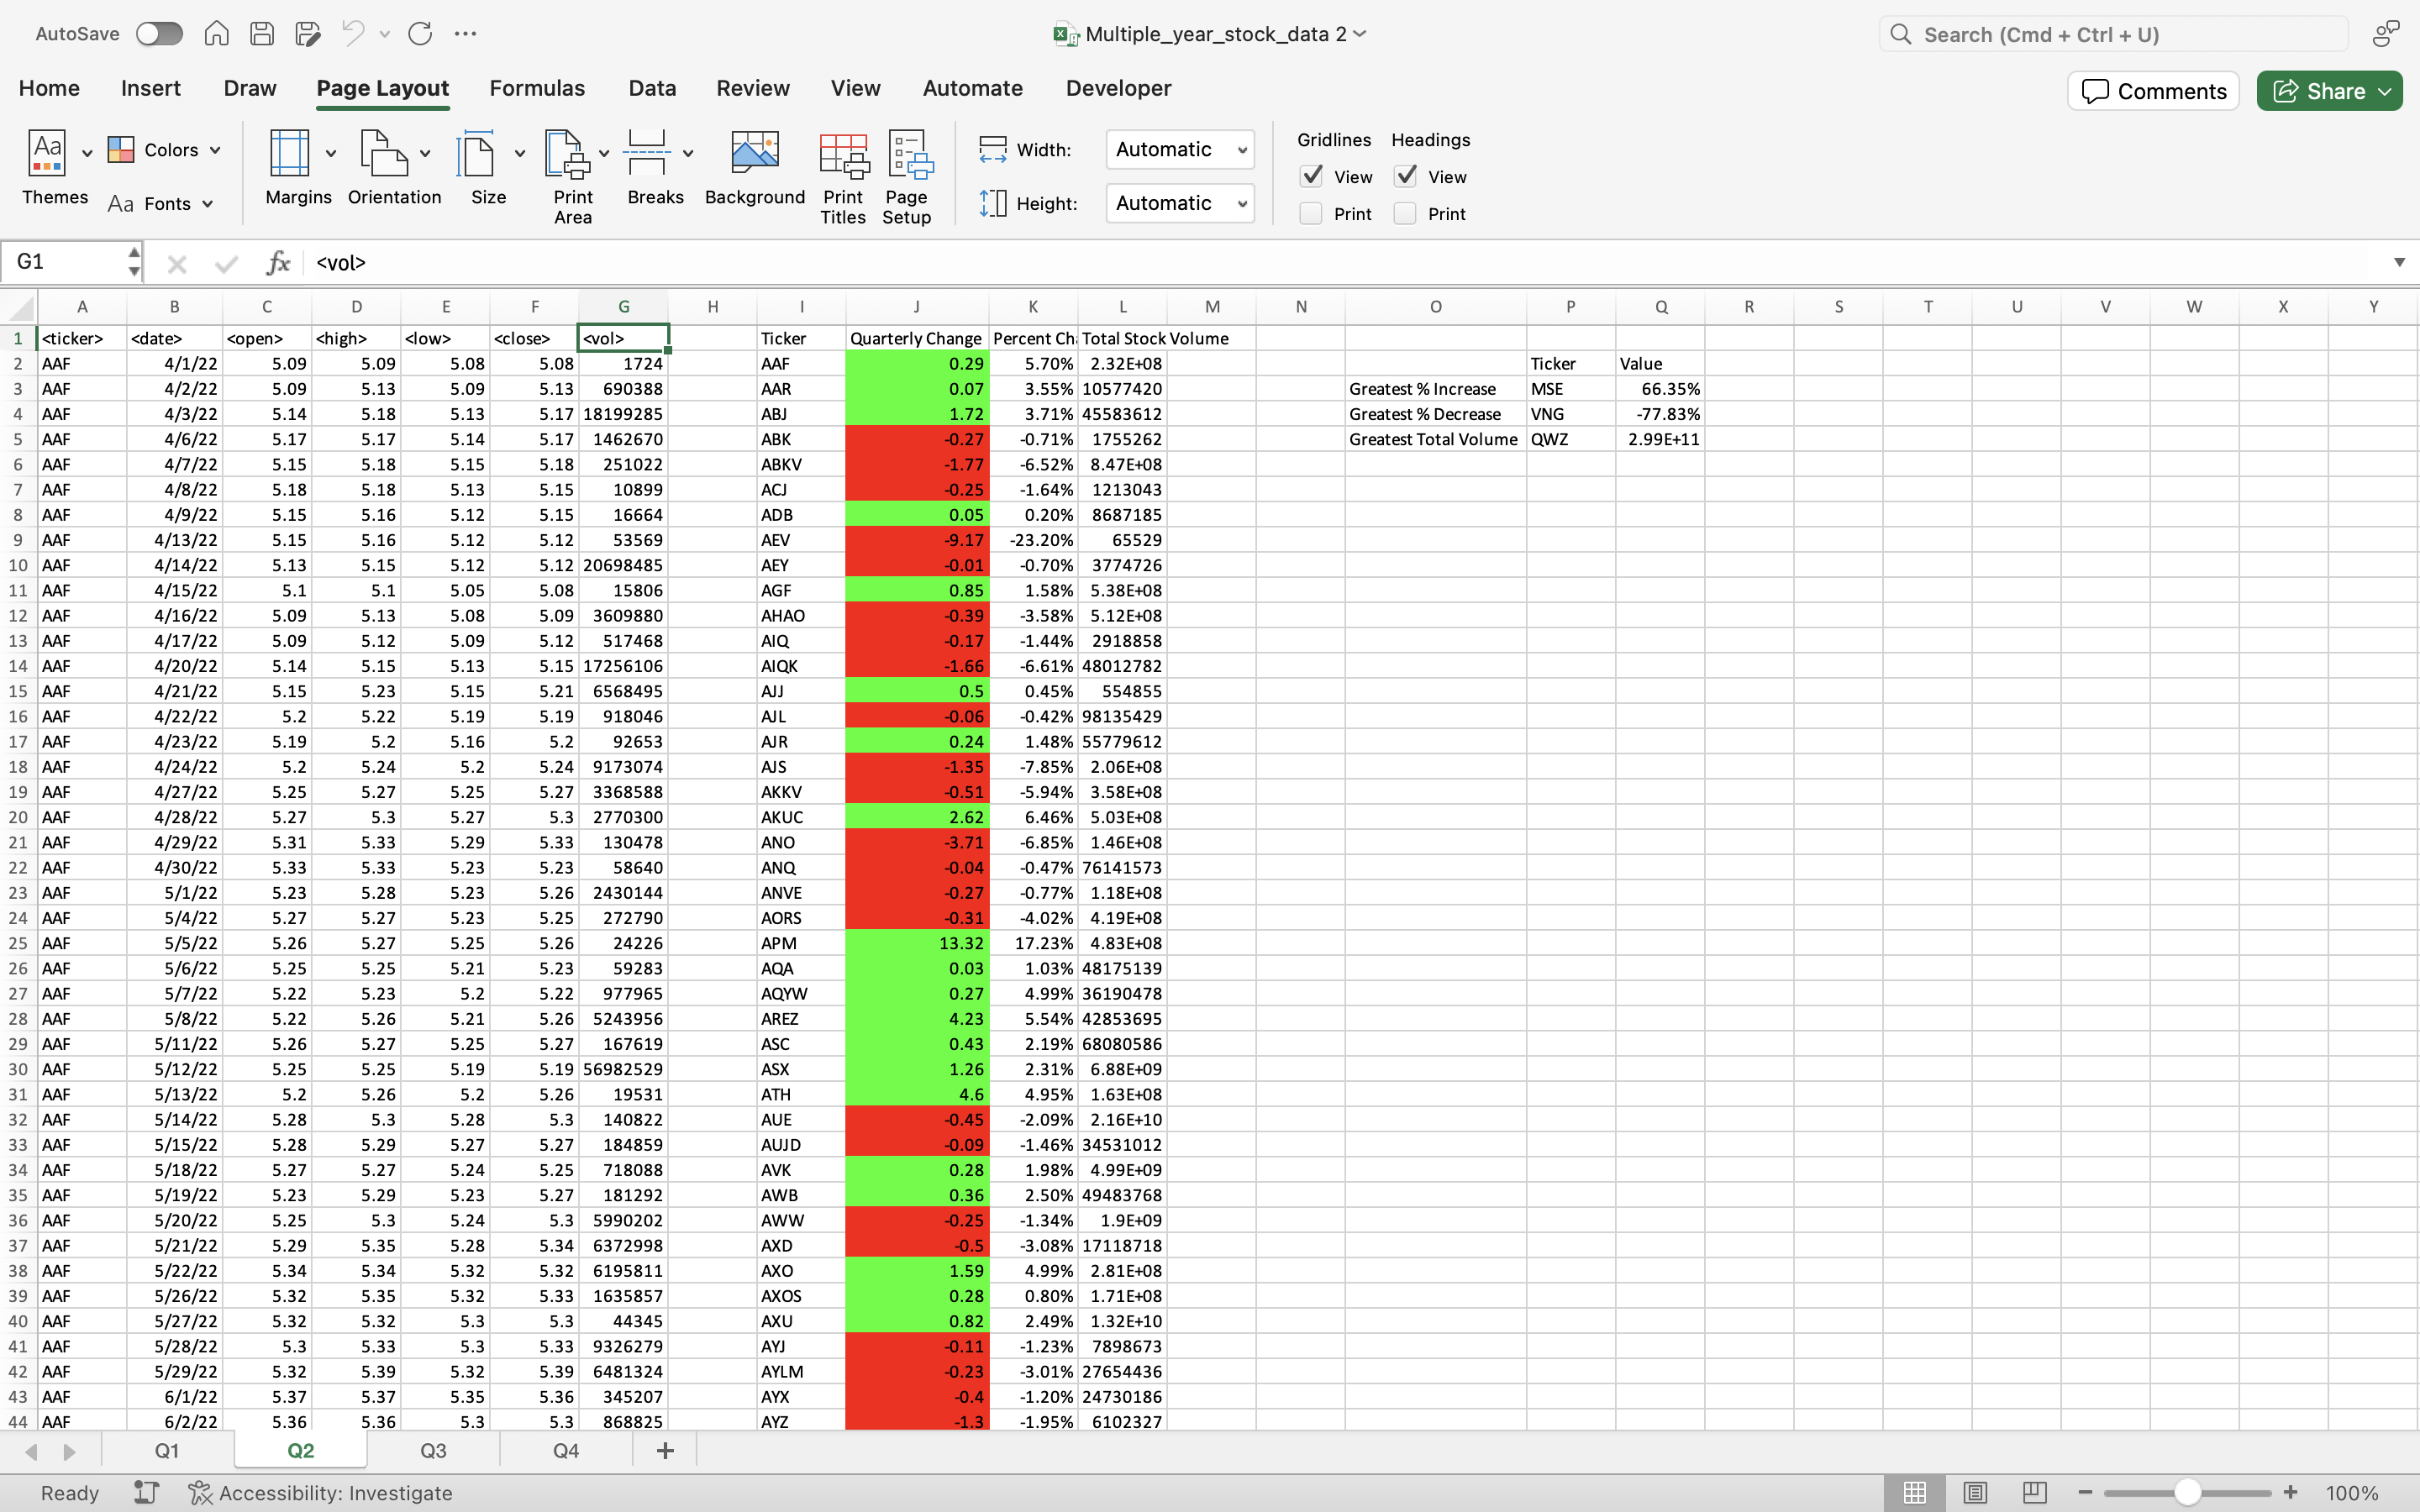 AutoSave Multiple_year_stock_data 2 Search (Cmd + Ctrl + U)
Home Insert Draw Page Layout Formulas Data Review View Automate Developer Comments Share
Aa Colors Width: Automatic Gridlines Headings
View View
Themes Aa Fonts Margins Orientation Size Print Area Breaks Background Print Titles Page Setup Height: Automatic Print Print
G1 fx <vol>
A B C D E F G H I J K L M N O P Q R S T U V W X Y
1 <ticker> <date> <open> <high> <low> <close> <vol> Ticker Quarterly Change Percent Ch Total Stock Volume
2 AAF 4/1/22 5.09 5.09 5.08 5.08 1724 AAF 0.29 5.70% 2.32E+08 Ticker Value
3 AAF 4/2/22 5.09 5.13 5.09 5.13 690388 AAR 0.07 3.55% 10577420 Greatest % Increase MSE 66.35%
4 AAF 4/3/22 5.14 5.18 5.13 5.17 18199285 ABJ 1.72 3.71% 45583612 Greatest % Decrease VNG -77.83%
5 AAF 4/6/22 5.17 5.17 5.14 5.17 1462670 ABK -0.27 -0.71% 1755262 Greatest Total Volume QWZ 2.99E+11
6 AAF 4/7/22 5.15 5.18 5.15 5.18 251022 ABKV -1.77 -6.52% 8.47E+08
7 AAF 4/8/22 5.18 5.18 5.13 5.15 10899 ACJ -0.25 -1.64% 1213043
8 AAF 4/9/22 5.15 5.16 5.12 5.15 16664 ADB 0.05 0.20% 8687185
9 AAF 4/13/22 5.15 5.16 5.12 5.12 53569 AEV -9.17 -23.20% 65529
10 AAF 4/14/22 5.13 5.15 5.12 5.12 20698485 AEY -0.01 -0.70% 3774726
11 AAF 4/15/22 5.1 5.1 5.05 5.08 15806 AGF 0.85 1.58% 5.38E+08
12 AAF 4/16/22 5.09 5.13 5.08 5.09 3609880 AHAO -0.39 -3.58% 5.12E+08
13 AAF 4/17/22 5.09 5.12 5.09 5.12 517468 AIQ -0.17 -1.44% 2918858
14 AAF 4/20/22 5.14 5.15 5.13 5.15 17256106 AIQK -1.66 -6.61% 48012782
15 AAF 4/21/22 5.15 5.23 5.15 5.21 6568495 AJJ 0.5 0.45% 554855
16 AAF 4/22/22 5.2 5.22 5.19 5.19 918046 AJL -0.06 -0.42% 98135429
17 AAF 4/23/22 5.19 5.2 5.16 5.2 92653 AJR 0.24 1.48% 55779612
18 AAF 4/24/22 5.2 5.24 5.2 5.24 9173074 AJS -1.35 -7.85% 2.06E+08
19 AAF 4/27/22 5.25 5.27 5.25 5.27 3368588 AKKV -0.51 -5.94% 3.58E+08
20 AAF 4/28/22 5.27 5.3 5.27 5.3 2770300 AKUC 2.62 6.46% 5.03E+08
21 AAF 4/29/22 5.31 5.33 5.29 5.33 130478 ANO -3.71 -6.85% 1.46E+08
22 AAF 4/30/22 5.33 5.33 5.23 5.23 58640 ANQ -0.04 -0.47% 76141573
23 AAF 5/1/22 5.23 5.28 5.23 5.26 2430144 ANVE -0.27 -0.77% 1.18E+08
24 AAF 5/4/22 5.27 5.27 5.23 5.25 272790 AORS -0.31 -4.02% 4.19E+08
25 AAF 5/5/22 5.26 5.27 5.25 5.26 24226 APM 13.32 17.23% 4.83E+08
26 AAF 5/6/22 5.25 5.25 5.21 5.23 59283 AQA 0.03 1.03% 48175139
27 AAF 5/7/22 5.22 5.23 5.2 5.22 977965 AQYW 0.27 4.99% 36190478
28 AAF 5/8/22 5.22 5.26 5.21 5.26 5243956 AREZ 4.23 5.54% 42853695
29 AAF 5/11/22 5.26 5.27 5.25 5.27 167619 ASC 0.43 2.19% 68080586
30 AAF 5/12/22 5.25 5.25 5.19 5.19 56982529 ASX 1.26 2.31% 6.88E+09
31 AAF 5/13/22 5.2 5.26 5.2 5.26 19531 ATH 4.6 4.95% 1.63E+08
32 AAF 5/14/22 5.28 5.3 5.28 5.3 140822 AUE -0.45 -2.09% 2.16E+10
33 AAF 5/15/22 5.28 5.29 5.27 5.27 184859 AUJD -0.09 -1.46% 34531012
34 AAF 5/18/22 5.27 5.27 5.24 5.25 718088 AVK 0.28 1.98% 4.99E+09
35 AAF 5/19/22 5.23 5.29 5.23 5.27 181292 AWB 0.36 2.50% 49483768
36 AAF 5/20/22 5.25 5.3 5.24 5.3 5990202 AWW -0.25 -1.34% 1.9E+09
37 AAF 5/21/22 5.29 5.35 5.28 5.34 6372998 AXD -0.5 -3.08% 17118718
38 AAF 5/22/22 5.34 5.34 5.32 5.32 6195811 AXO 1.59 4.99% 2.81E+08
39 AAF 5/26/22 5.32 5.35 5.32 5.33 1635857 AXOS 0.28 0.80% 1.71E+08
40 AAF 5/27/22 5.32 5.32 5.3 5.3 44345 AXU 0.82 2.49% 1.32E+10
41 AAF 5/28/22 5.3 5.33 5.3 5.33 9326279 AYJ -0.11 -1.23% 7898673
42 AAF 5/29/22 5.32 5.39 5.32 5.39 6481324 AYLM -0.23 -3.01% 27654436
43 AAF 6/1/22 5.37 5.37 5.35 5.36 345207 AYX -0.4 -1.20% 24730186
44 AAF 6/2/22 5.36 5.36 5.3 5.3 868825 AYZ -1.3 -1.95% 6102327
Q1 Q2 Q3 Q4
Ready Accessibility: Investigate 100%